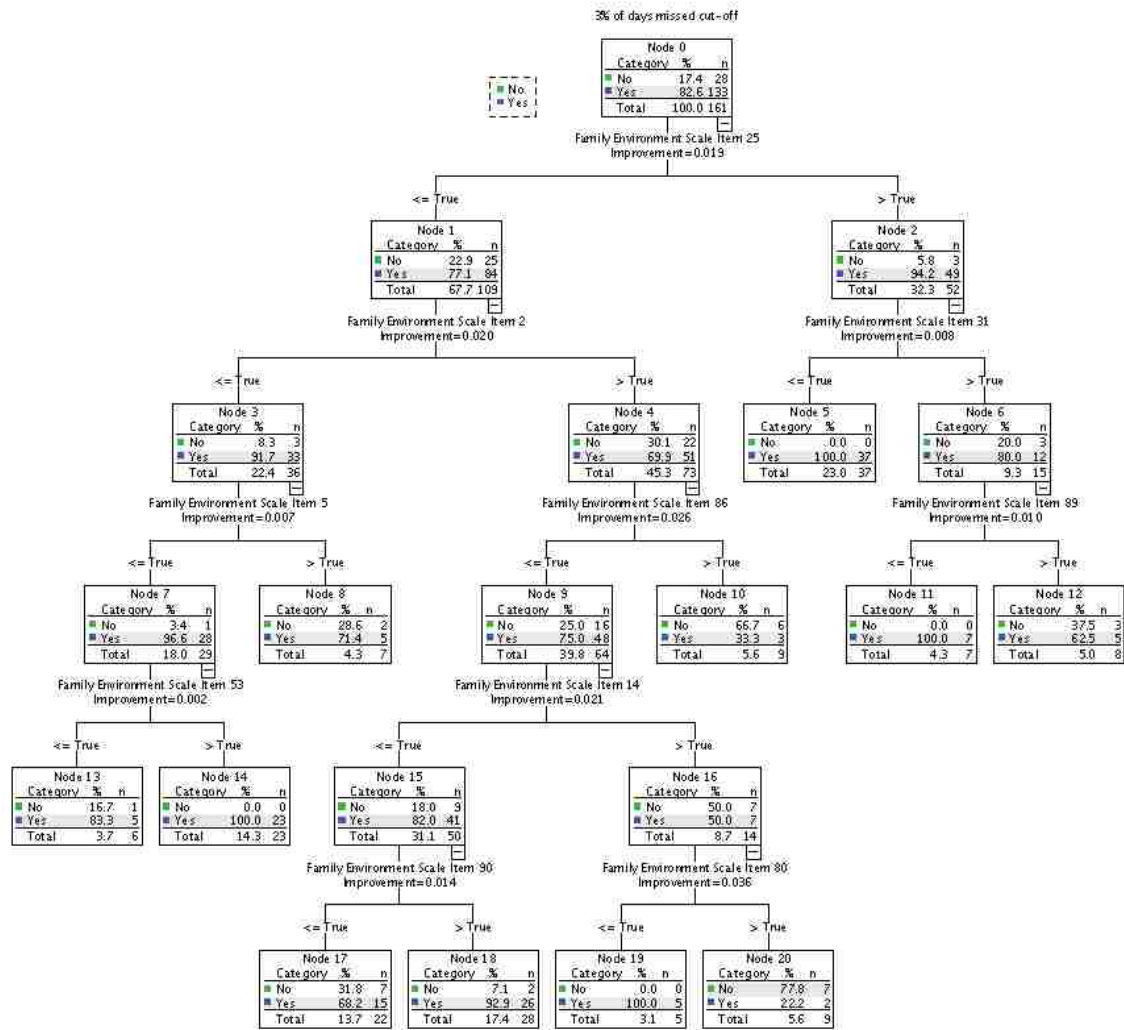 3% of days missed cut-off
No
Yes
Node 0
Category % n
No 17.4 28
Yes 82.6 133
Total 100.0 161
Family Environment Scale Item 25
Improvement=0.019
<= True
> True
Node 1
Category % n
No 22.9 25
Yes 77.1 84
Total 67.7 109
Family Environment Scale Item 2
Improvement=0.020
Node 2
Category % n
No 5.8 3
Yes 94.2 49
Total 32.3 52
Family Environment Scale Item 31
Improvement=0.008
<= True
> True
<= True
> True
Node 3
Category % n
No 8.3 3
Yes 91.7 33
Total 22.4 36
Family Environment Scale Item 5
Improvement=0.007
Node 4
Category % n
No 30.1 22
Yes 69.9 51
Total 45.3 73
Family Environment Scale Item 86
Improvement=0.026
Node 5
Category % n
No 0.0 0
Yes 100.0 37
Total 23.0 37
Node 6
Category % n
No 20.0 3
Yes 80.0 12
Total 9.3 15
Family Environment Scale Item 89
Improvement=0.010
<= True
> True
<= True
> True
<= True
> True
Node 7
Category % n
No 3.4 1
Yes 96.6 28
Total 18.0 29
Family Environment Scale Item 53
Improvement=0.002
Node 8
Category % n
No 28.6 2
Yes 71.4 5
Total 4.3 7
Node 9
Category % n
No 25.0 16
Yes 75.0 48
Total 39.8 64
Family Environment Scale Item 14
Improvement=0.021
Node 10
Category % n
No 66.7 6
Yes 33.3 3
Total 5.6 9
Node 11
Category % n
No 0.0 0
Yes 100.0 7
Total 4.3 7
Node 12
Category % n
No 37.5 3
Yes 62.5 5
Total 5.0 8
<= True
> True
<= True
> True
Node 13
Category % n
No 16.7 1
Yes 83.3 5
Total 3.7 6
Node 14
Category % n
No 0.0 0
Yes 100.0 23
Total 14.3 23
Node 15
Category % n
No 18.0 9
Yes 82.0 41
Total 31.1 50
Family Environment Scale Item 90
Improvement=0.014
Node 16
Category % n
No 50.0 7
Yes 50.0 7
Total 8.7 14
Family Environment Scale Item 80
Improvement=0.036
<= True
> True
<= True
> True
Node 17
Category % n
No 31.8 7
Yes 68.2 15
Total 13.7 22
Node 18
Category % n
No 7.1 2
Yes 92.9 26
Total 17.4 28
Node 19
Category % n
No 0.0 0
Yes 100.0 5
Total 3.1 5
Node 20
Category % n
No 77.8 7
Yes 22.2 2
Total 5.6 9